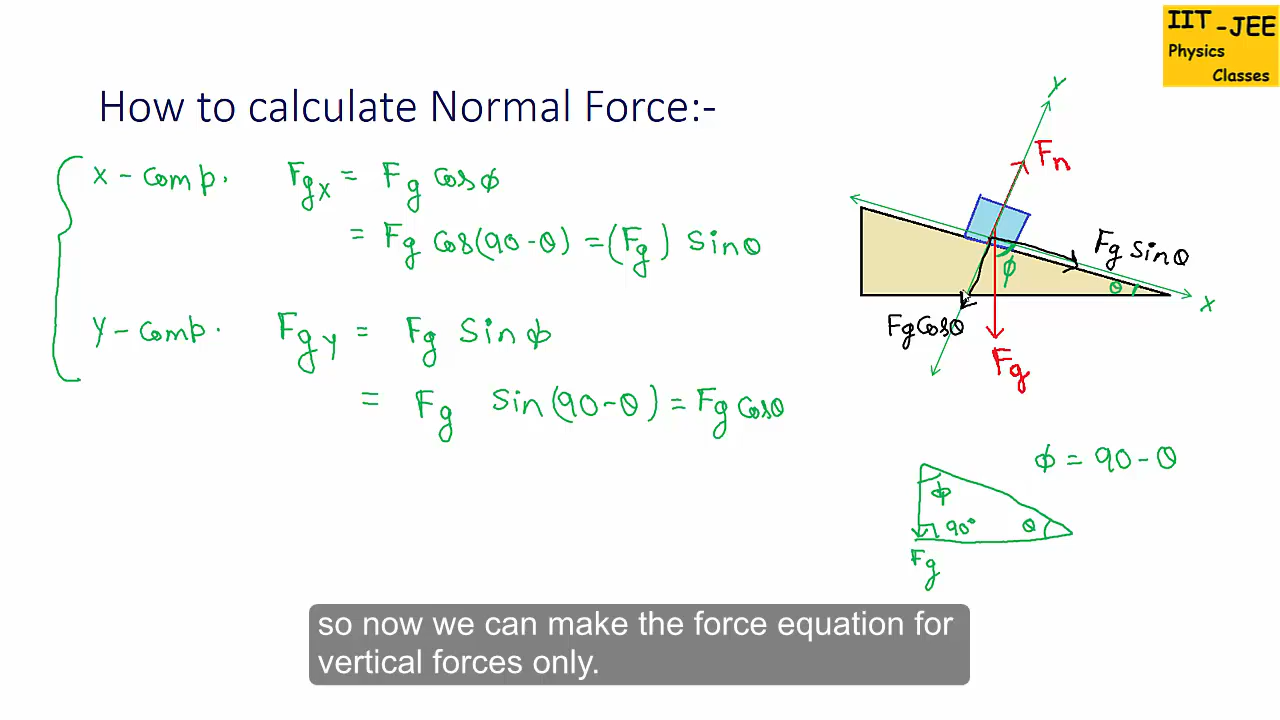 IIT-JEE
Physics
Classes
How to calculate Normal Force:-
x - comp. Fgx = Fg cosϕ
= Fg cos(90-θ) = (Fg) sinθ
y - comp. Fgy = Fg sinϕ
= Fg sin(90-θ) = Fg cosθ
Y
Fn
Fg sinθ
ϕ
θ
X
Fg cosθ
Fg
ϕ = 90-θ
ϕ
90° θ
Fg
so now we can make the force equation for
vertical forces only.